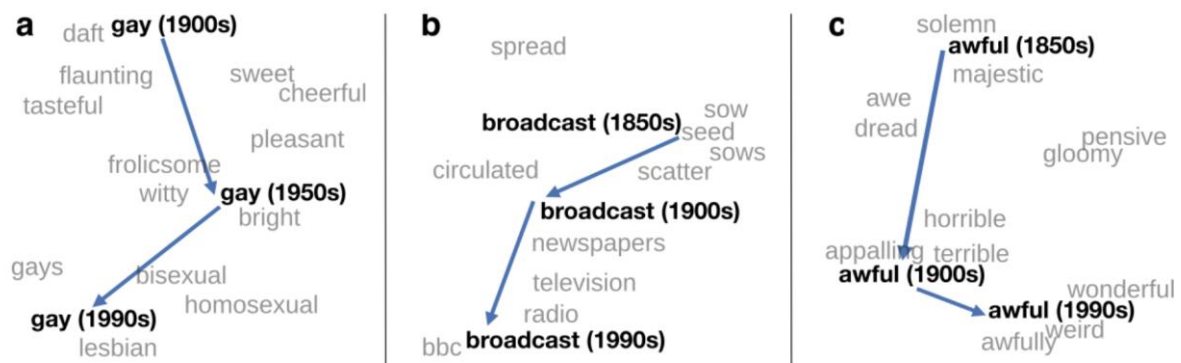 a
daft gay (1900s)
flaunting
sweet
tasteful
cheerful
pleasant
frolicsome
witty
gay (1950s)
bright
gays
bisexual
homosexual
gay (1990s)
lesbian
b
spread
sow
broadcast (1850s)
seed
sows
circulated
scatter
broadcast (1900s)
newspapers
television
radio
bbc broadcast (1990s)
c
solemn
awful (1850s)
majestic
awe
dread
pensive
gloomy
horrible
appalling terrible
awful (1900s)
wonderful
awful (1990s)
weird
awfully